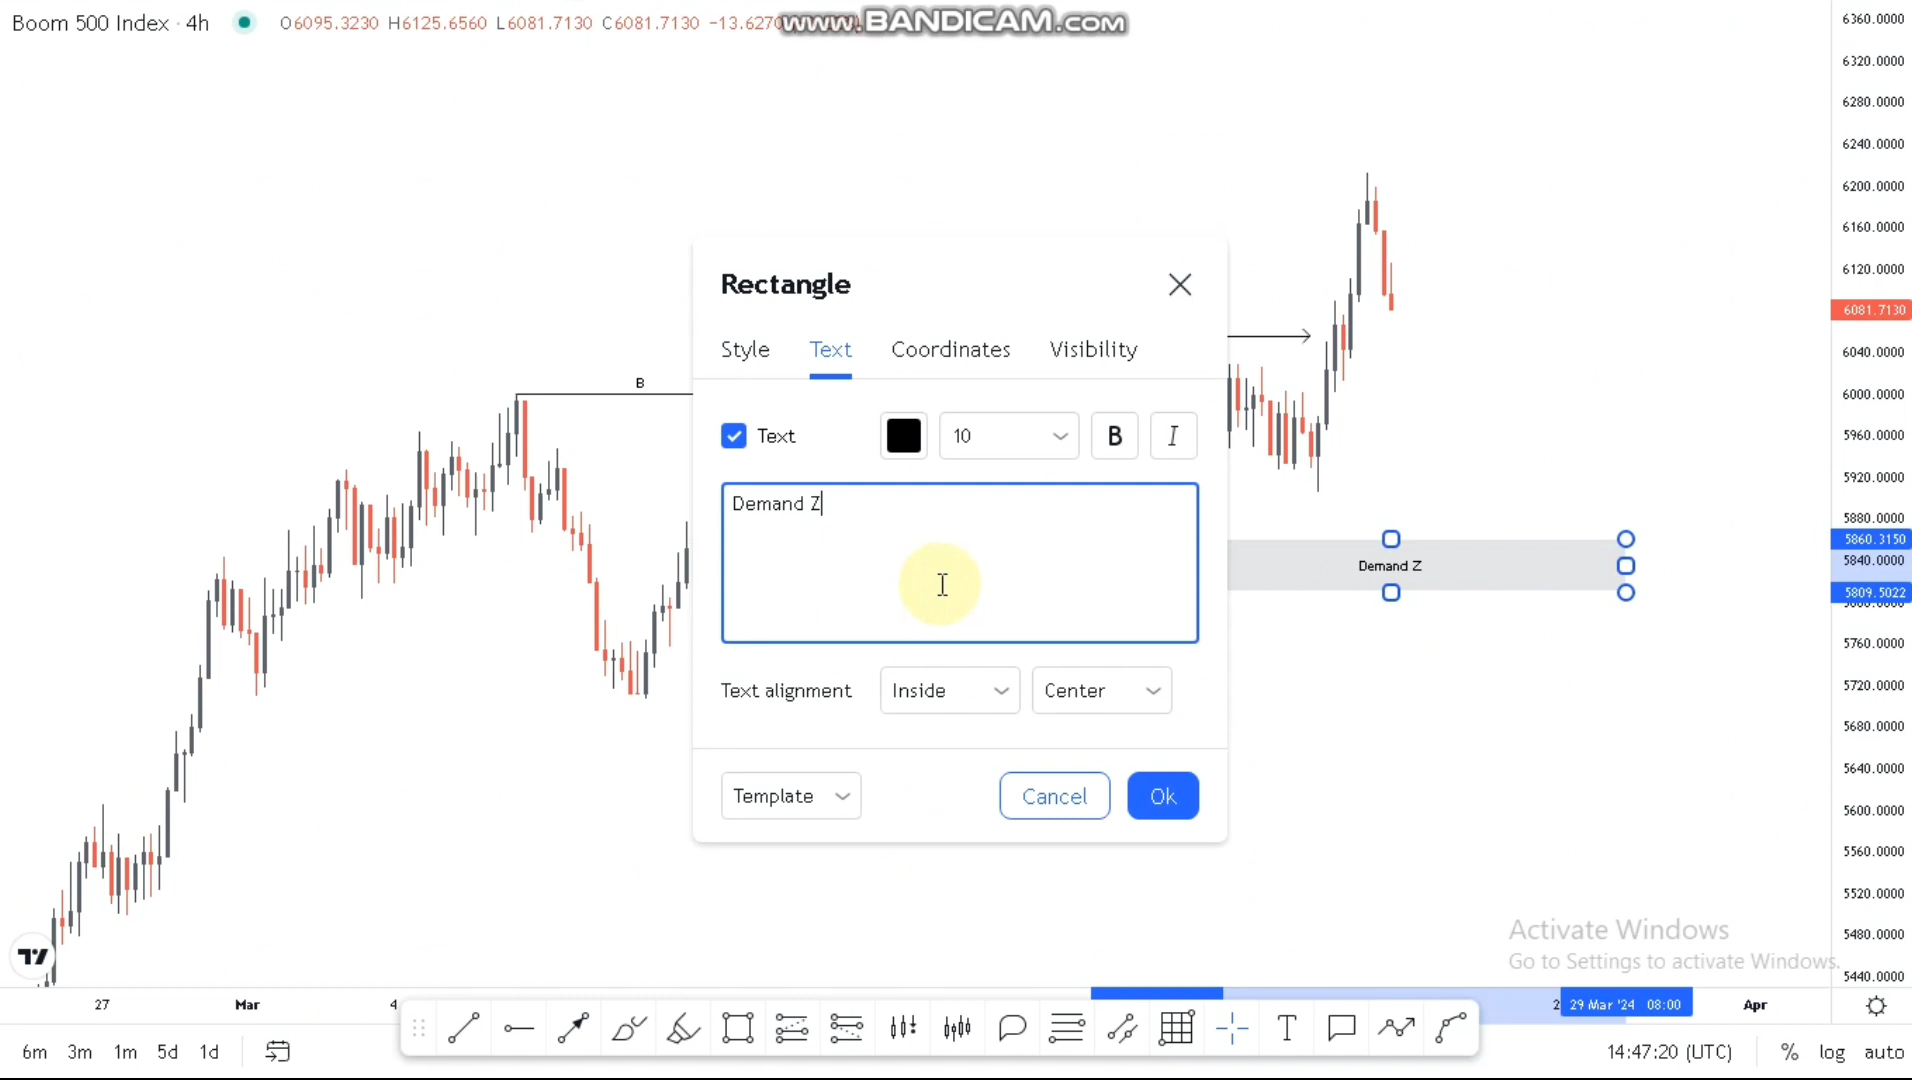 Boom 500 Index · 4h O6095.3230 H6125.6560 L6081.7130 C6081.7130
www.BANDICAM.com
6360.0000
6320.0000
6280.0000
6240.0000
6200.0000
6160.0000
6120.0000
6081.7130
6040.0000
6000.0000
5960.0000
5920.0000
5880.0000
5860.3150
5840.0000
5809.5022
5760.0000
5720.0000
5680.0000
5640.0000
5600.0000
5560.0000
5520.0000
5480.0000
5440.0000
B
Rectangle
Style Text Coordinates Visibility
Text 10 B I
Demand Z
Demand Z
Text alignment Inside Center
Template Cancel Ok
Activate Windows
Go to Settings to activate Windows.
27 Mar 4 29 Mar '24 08:00 Apr
6m 3m 1m 5d 1d 14:47:20 (UTC) % log auto